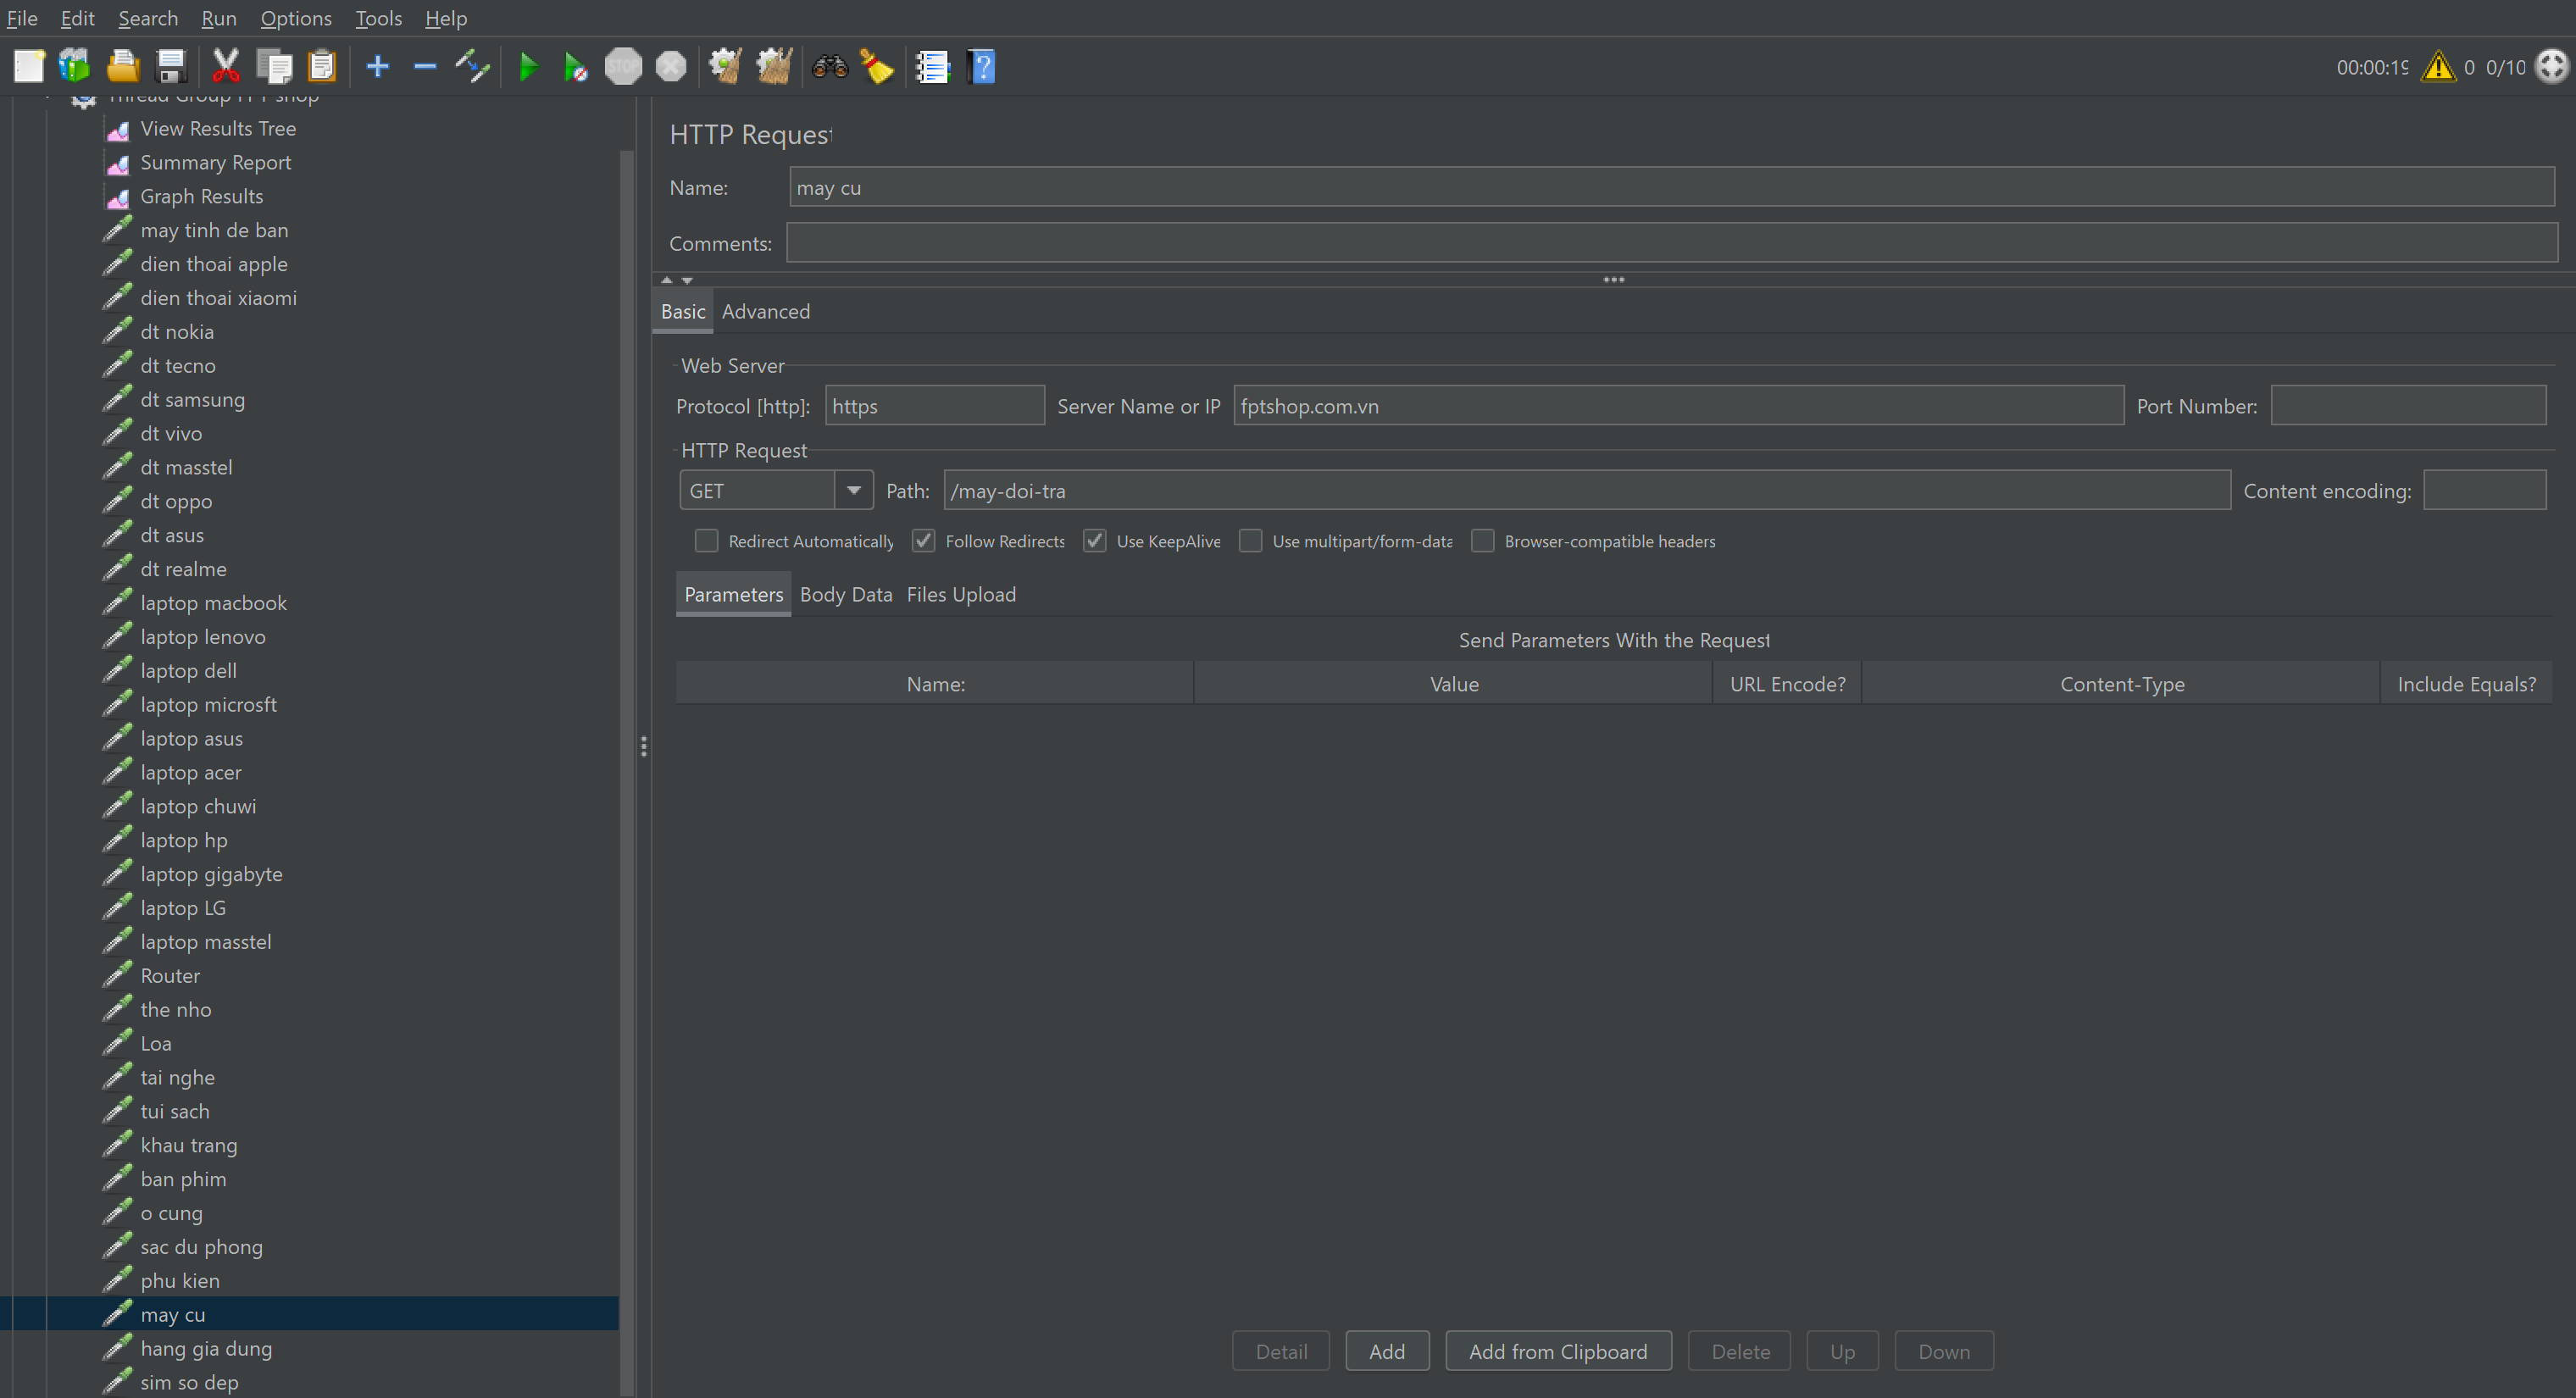 File Edit Search Run Options Tools Help
STOP
00:00:19 0 0/10
Thread Group FPT shop
View Results Tree
Summary Report
Graph Results
may tinh de ban
dien thoai apple
dien thoai xiaomi
dt nokia
dt tecno
dt samsung
dt vivo
dt masstel
dt oppo
dt asus
dt realme
laptop macbook
laptop lenovo
laptop dell
laptop microsft
laptop asus
laptop acer
laptop chuwi
laptop hp
laptop gigabyte
laptop LG
laptop masstel
Router
the nho
Loa
tai nghe
tui sach
khau trang
ban phim
o cung
sac du phong
phu kien
may cu
hang gia dung
sim so dep
HTTP Request
Name: may cu
Comments:
Basic Advanced
Web Server
Protocol [http]: https Server Name or IP fptshop.com.vn Port Number:
HTTP Request
GET Path: /may-doi-tra Content encoding:
Redirect Automatically Follow Redirects Use KeepAlive Use multipart/form-data Browser-compatible headers
Parameters Body Data Files Upload
Send Parameters With the Request
Name: Value URL Encode? Content-Type Include Equals?
Detail Add Add from Clipboard Delete Up Down